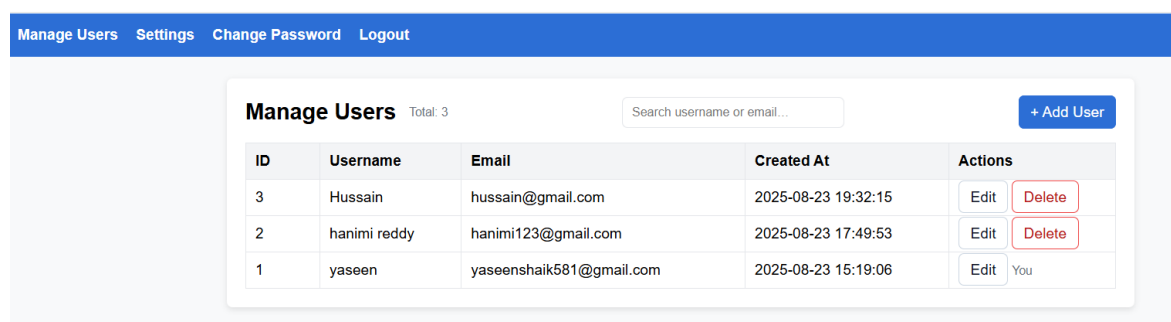 Manage Users Settings Change Password Logout
Manage Users Total: 3 Search username or email... + Add User
ID Username Email Created At Actions
3 Hussain hussain@gmail.com 2025-08-23 19:32:15 Edit Delete
2 hanimi reddy hanimi123@gmail.com 2025-08-23 17:49:53 Edit Delete
1 yaseen yaseenshaik581@gmail.com 2025-08-23 15:19:06 Edit You